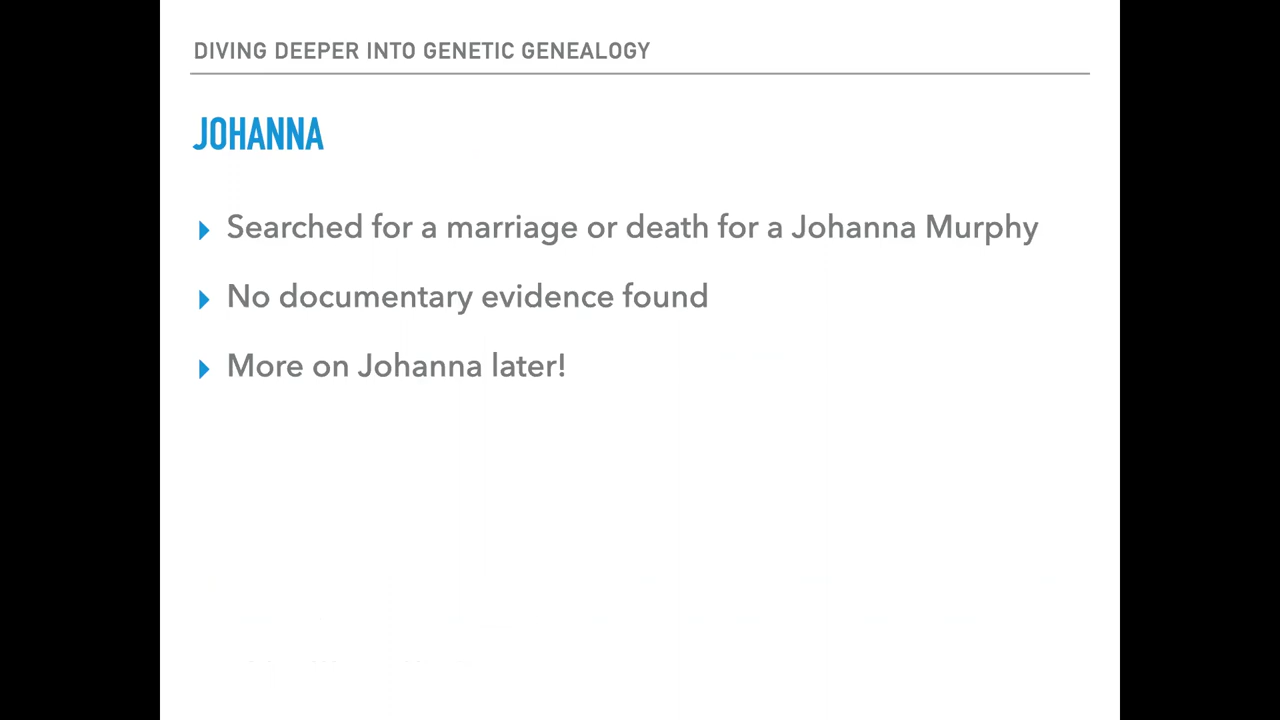 DIVING DEEPER INTO GENETIC GENEALOGY
JOHANNA
Searched for a marriage or death for a Johanna Murphy
No documentary evidence found
More on Johanna later!